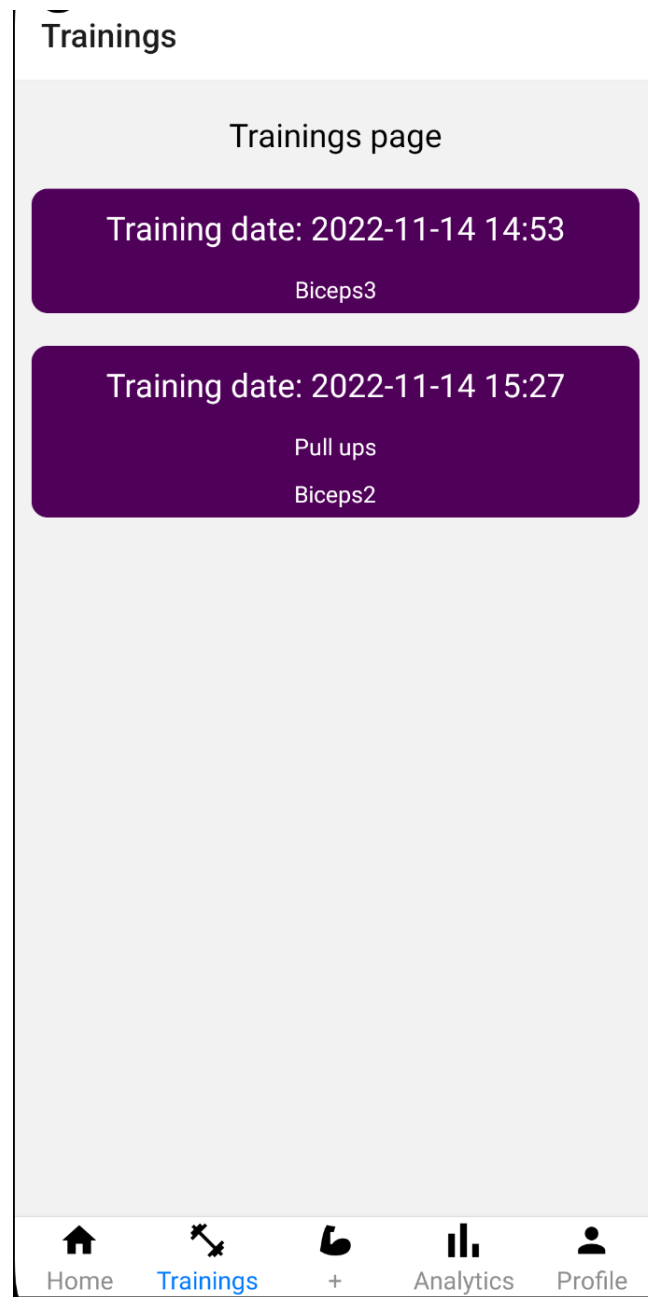 Trainings
Trainings page
Training date: 2022-11-14 14:53
Biceps3
Training date: 2022-11-14 15:27
Pull ups
Biceps2
Home Trainings + Analytics Profile